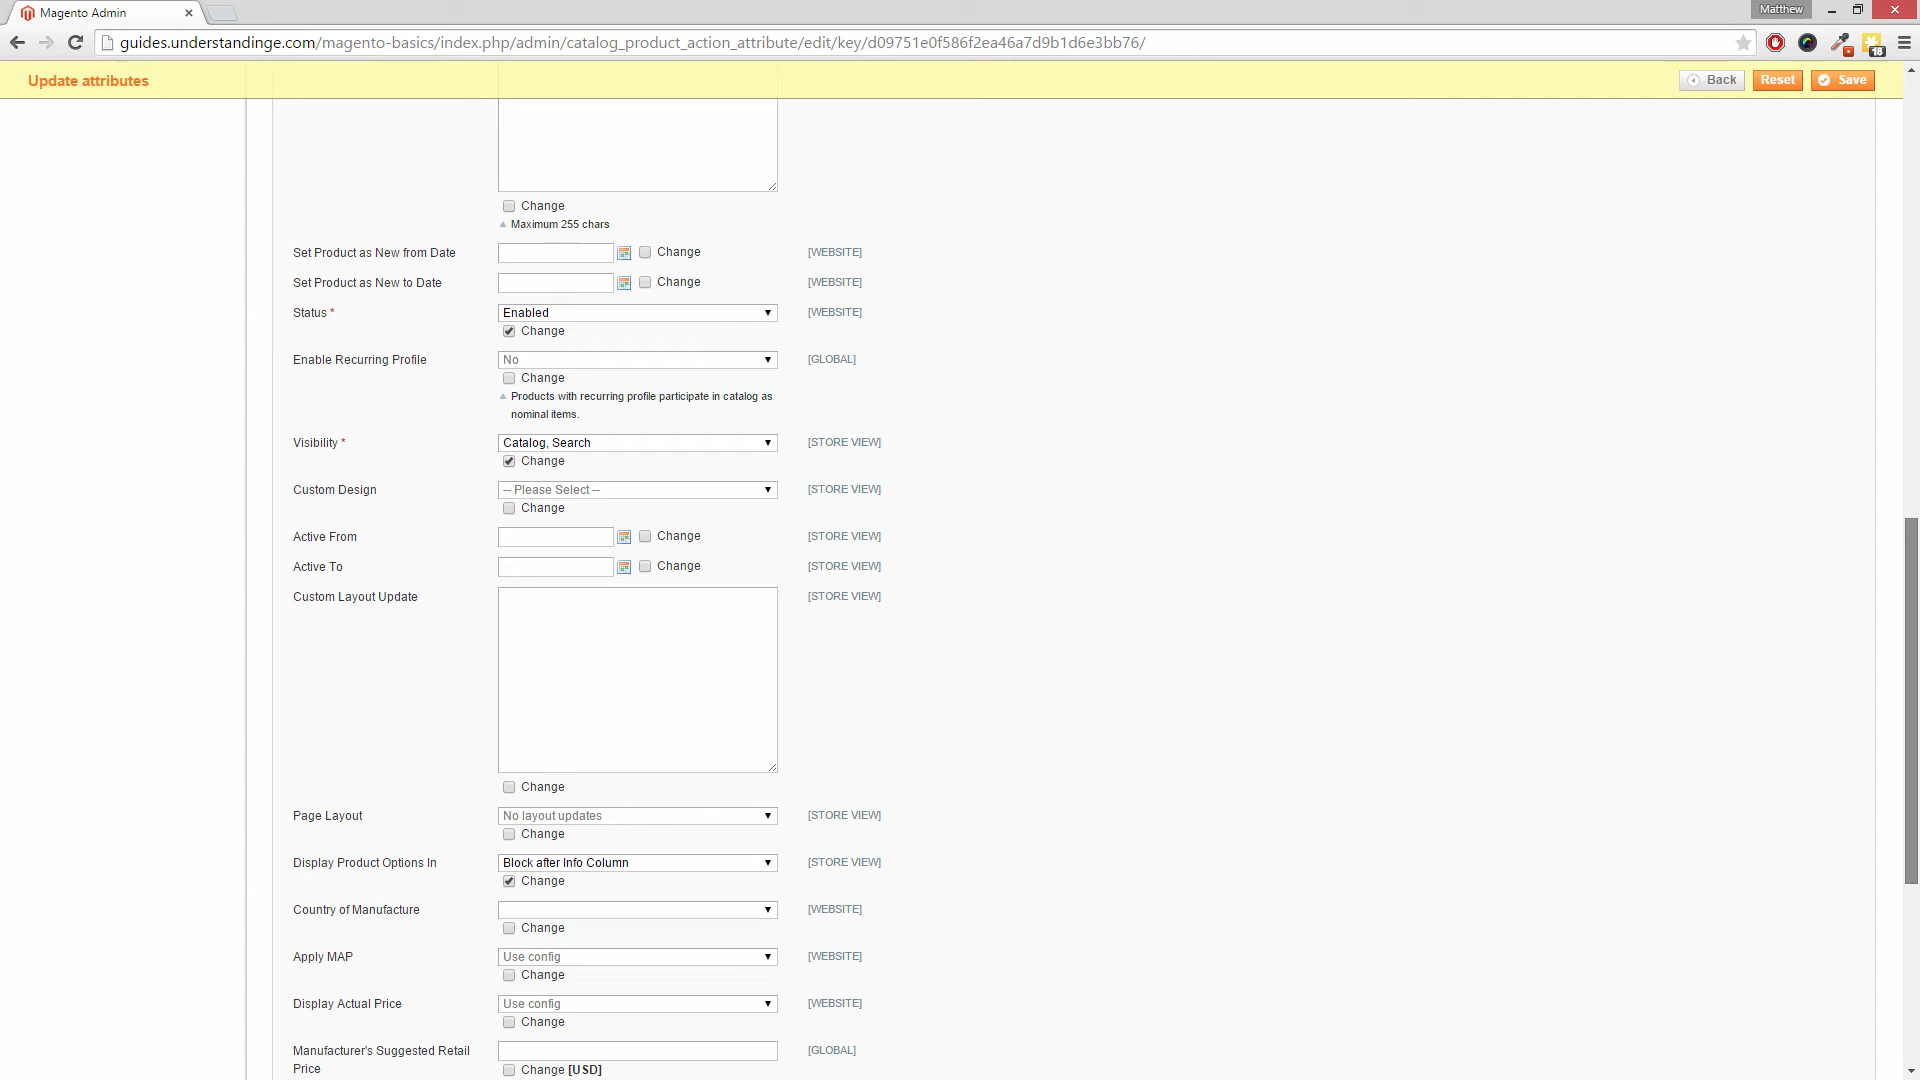 Magento Admin
Matthew
guides.understandinge.com/magento-basics/index.php/admin/catalog_product_action_attribute/edit/key/d09751e0f586f2ea46a7d9b1d6e3bb76/
18
Update attributes
Back
Reset
Save
Change
Maximum 255 chars
Set Product as New from Date
Change
[WEBSITE]
Set Product as New to Date
Change
[WEBSITE]
Status *
Enabled
[WEBSITE]
Change
Enable Recurring Profile
No
[GLOBAL]
Change
Products with recurring profile participate in catalog as
nominal items.
Visibility *
Catalog, Search
[STORE VIEW]
Change
Custom Design
-- Please Select --
[STORE VIEW]
Change
Active From
Change
[STORE VIEW]
Active To
Change
[STORE VIEW]
Custom Layout Update
[STORE VIEW]
Change
Page Layout
No layout updates
[STORE VIEW]
Change
Display Product Options In
Block after Info Column
[STORE VIEW]
Change
Country of Manufacture
[WEBSITE]
Change
Apply MAP
Use config
[WEBSITE]
Change
Display Actual Price
Use config
[WEBSITE]
Change
Manufacturer's Suggested Retail
Price
[GLOBAL]
Change [USD]